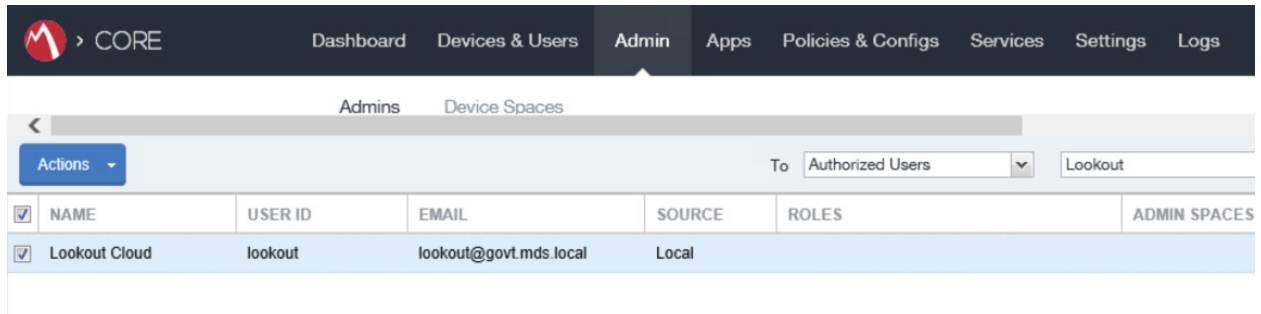 › CORE Dashboard Devices & Users Admin Apps Policies & Configs Services Settings Logs
Admins Device Spaces
Actions To Authorized Users Lookout
NAME USER ID EMAIL SOURCE ROLES ADMIN SPACES
Lookout Cloud lookout lookout@govt.mds.local Local